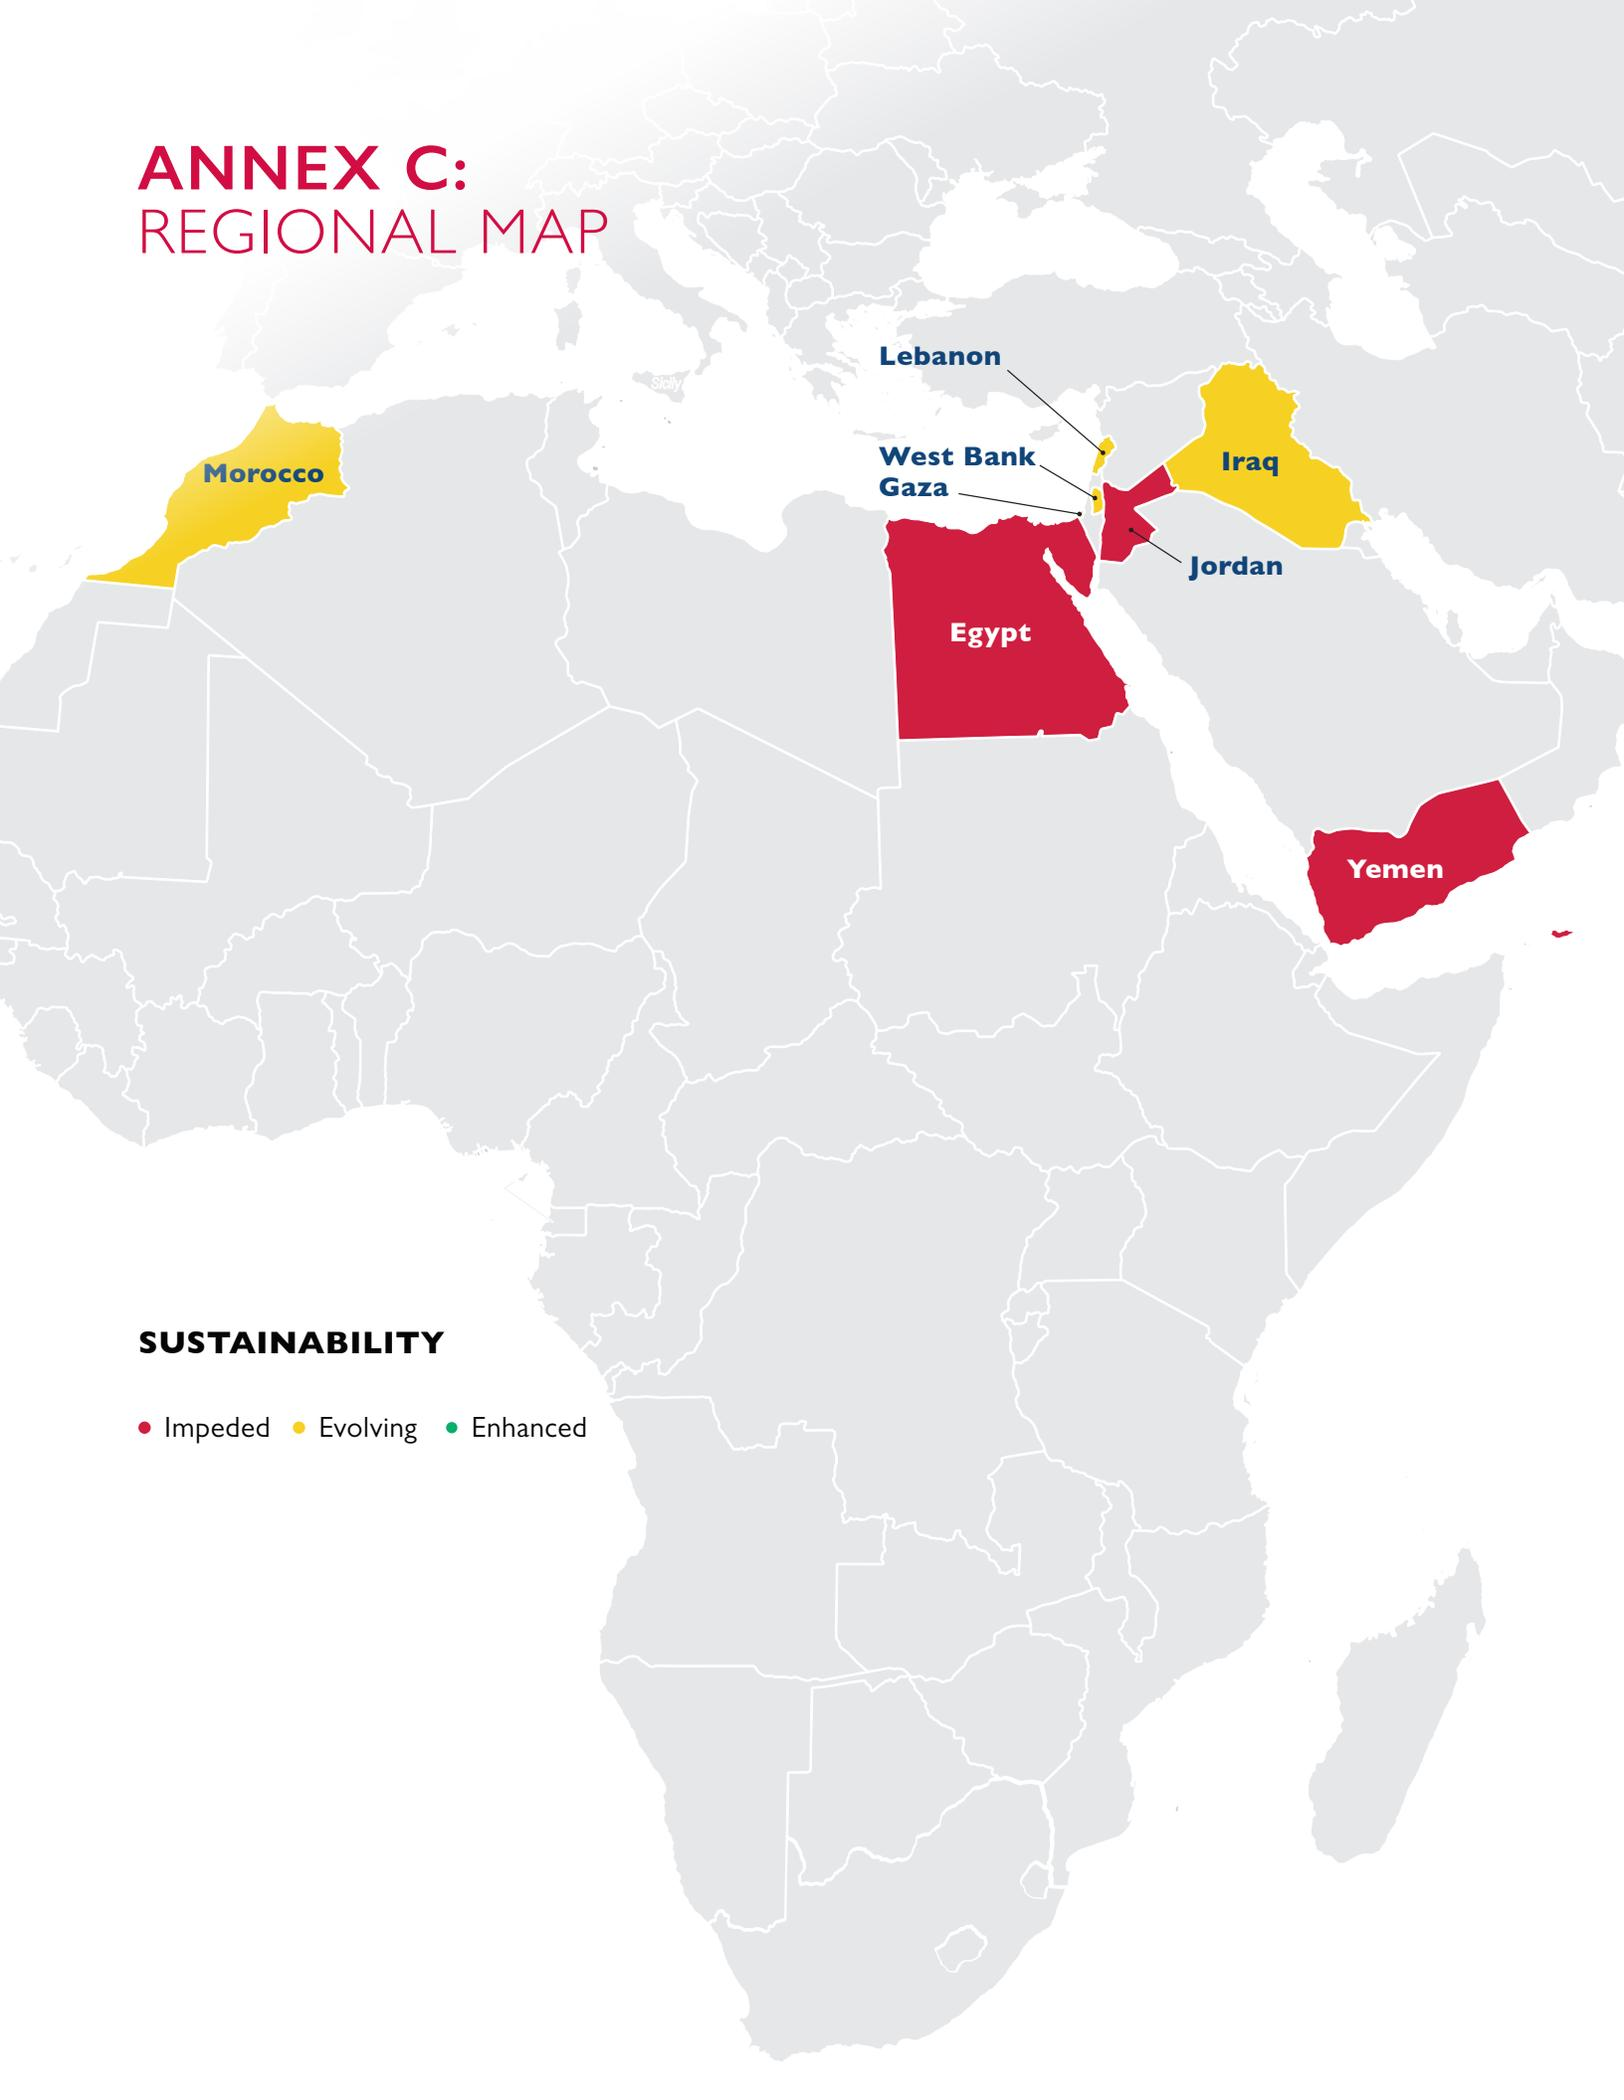 ANNEX C:
REGIONAL MAP
Lebanon
Sicily
West Bank
Iraq
Morocco
Gaza
Jordan
Egypt
Yemen
SUSTAINABILITY
Impeded Evolving Enhanced